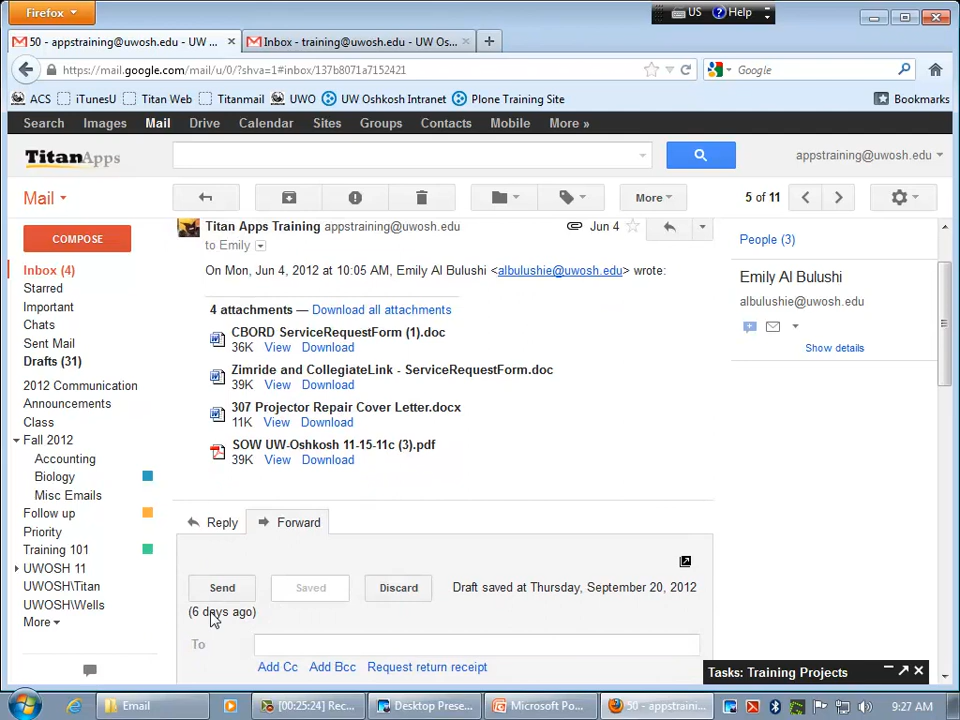 Firefox
US Help
50 - appstraining@uwosh.edu - UW ...
Inbox - training@uwosh.edu - UW Os...
https://mail.google.com/mail/u/0/?shva=1#inbox/137b8071a7152421
Google
ACS iTunesU Titan Web Titanmail UWO UW Oshkosh Intranet Plone Training Site
Bookmarks
Search Images Mail Drive Calendar Sites Groups Contacts Mobile More »
TitanApps
appstraining@uwosh.edu
Mail
More
5 of 11
COMPOSE
Inbox (4)
Starred
Important
Chats
Sent Mail
Drafts (31)
2012 Communication
Announcements
Class
Fall 2012
Accounting
Biology
Misc Emails
Follow up
Priority
Training 101
UWOSH 11
UWOSH\Titan
UWOSH\Wells
More
Titan Apps Training appstraining@uwosh.edu
Jun 4
to Emily
On Mon, Jun 4, 2012 at 10:05 AM, Emily Al Bulushi <albulushie@uwosh.edu> wrote:
4 attachments — Download all attachments
CBORD ServiceRequestForm (1).doc
36K View Download
Zimride and CollegiateLink - ServiceRequestForm.doc
39K View Download
307 Projector Repair Cover Letter.docx
11K View Download
SOW UW-Oshkosh 11-15-11c (3).pdf
39K View Download
Reply Forward
Send Saved Discard Draft saved at Thursday, September 20, 2012
(6 days ago)
To
Add Cc Add Bcc Request return receipt
People (3)
Emily Al Bulushi
albulushie@uwosh.edu
Show details
Tasks: Training Projects
Email
[00:25:24] Rec...
Desktop Prese...
Microsoft Po...
50 - appstraini...
9:27 AM